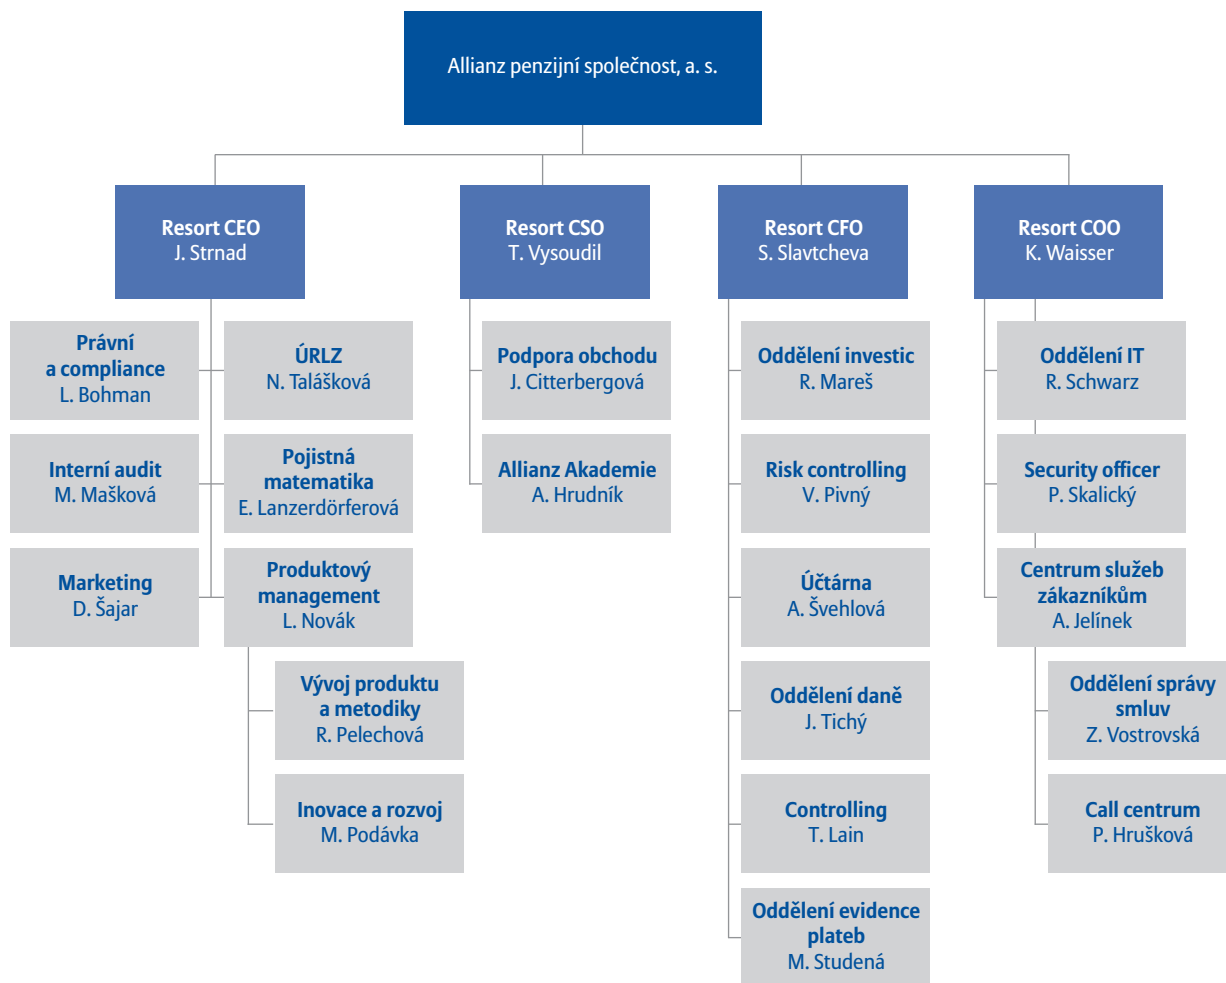 Allianz penzijní společnost, a. s.
Resort CEO
J. Strnad
Resort CSO
T. Vysoudil
Resort CFO
S. Slavtcheva
Resort COO
K. Waisser
Právní
a compliance
L. Bohman
ÚRLZ
N. Talášková
Interní audit
M. Mašková
Pojistná
matematika
E. Lanzerdörferová
Marketing
D. Šajar
Produktový
management
L. Novák
Vývoj produktu
a metodiky
R. Pelechová
Inovace a rozvoj
M. Podávka
Podpora obchodu
J. Citterbergová
Allianz Akademie
A. Hrudník
Oddělení investic
R. Mareš
Risk controlling
V. Pivný
Účtárna
A. Švehlová
Oddělení daně
J. Tichý
Controlling
T. Lain
Oddělení evidence
plateb
M. Studená
Oddělení IT
R. Schwarz
Security officer
P. Skalický
Centrum služeb
zákazníkům
A. Jelínek
Oddělení správy
smluv
Z. Vostrovská
Call centrum
P. Hrušková